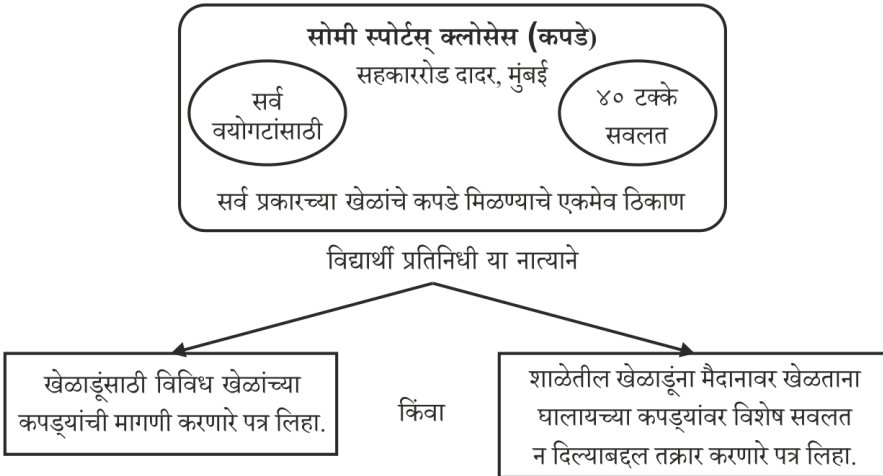 सोमी स्पोर्टस् क्लोसेस (कपडे)
सहकाररोड दादर, मुंबई
सर्व
वयोगटांसाठी
४० टक्के
सवलत
सर्व प्रकारच्या खेळांचे कपडे मिळण्याचे एकमेव ठिकाण
विद्यार्थी प्रतिनिधी या नात्याने
खेळाडूंसाठी विविध खेळांच्या
कपड्यांची मागणी करणारे पत्र लिहा.
किंवा
शाळेतील खेळाडूंना मैदानावर खेळताना
घालायच्या कपड्यांवर विशेष सवलत
न दिल्याबद्दल तक्रार करणारे पत्र लिहा.